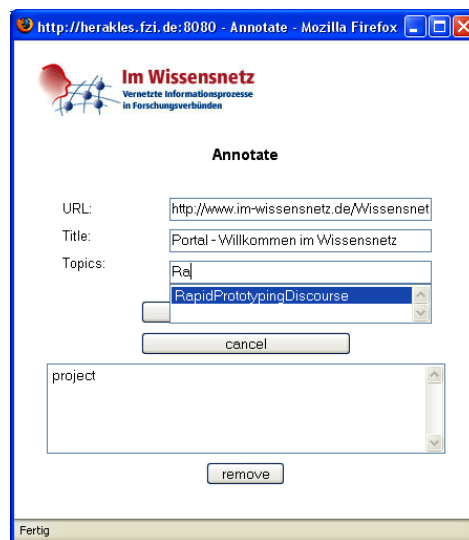 http://herakles.fzi.de:8080 - Annotate - Mozilla Firefox
Im Wissensnetz
Vernetzte Informationsprozesse
in Forschungsverbünden
Annotate
URL: http://www.im-wissensnetz.de/Wissensnet
Title: Portal - Willkommen im Wissensnetz
Topics: Ra
RapidPrototypingDiscourse
cancel
project
remove
Fertig